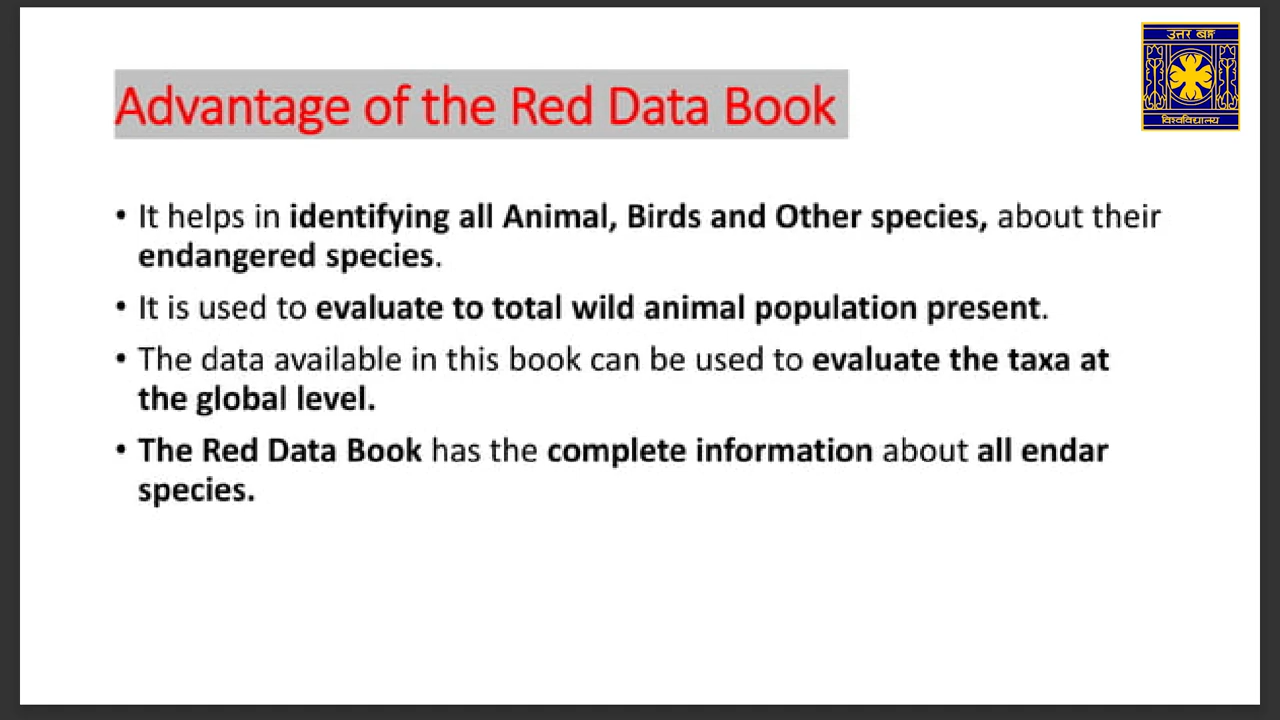 उत्तर बङ्ग
विश्वविद्यालय
Advantage of the Red Data Book
• It helps in identifying all Animal, Birds and Other species, about their
endangered species.
• It is used to evaluate to total wild animal population present.
• The data available in this book can be used to evaluate the taxa at
the global level.
• The Red Data Book has the complete information about all endar
species.